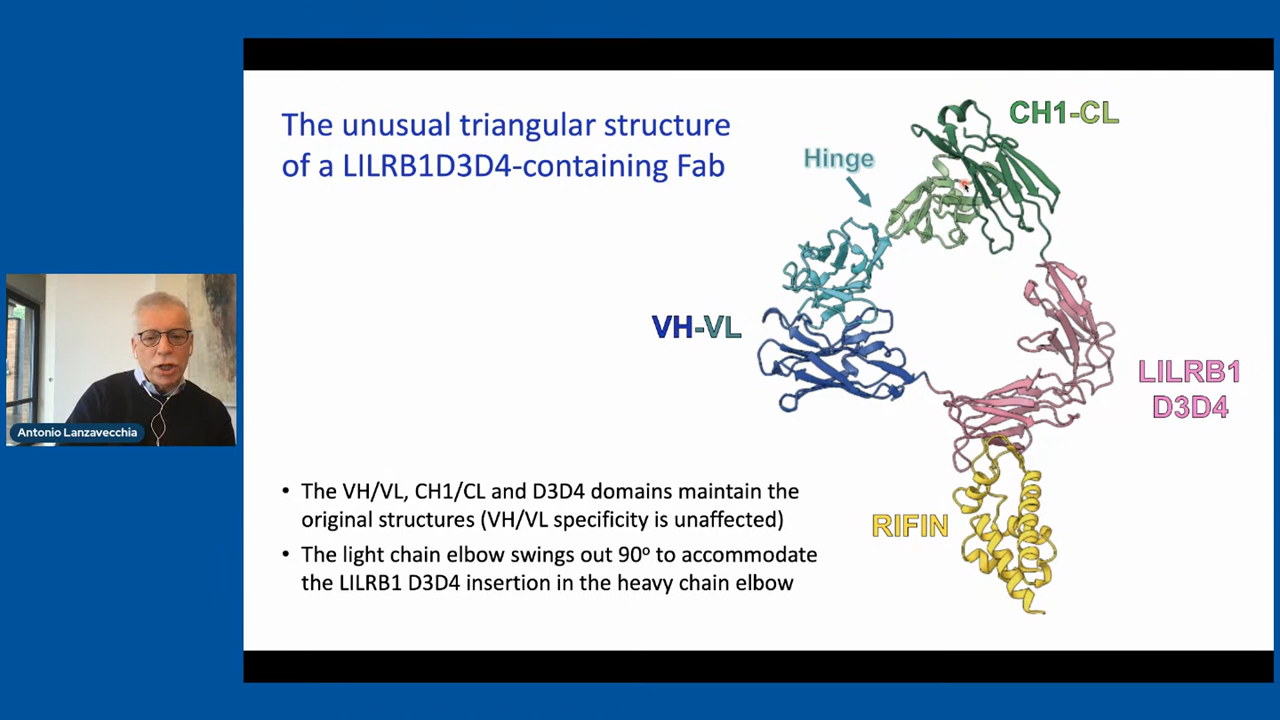 The unusual triangular structure
of a LILRB1D3D4-containing Fab
CH1-CL
Hinge
VH-VL
LILRB1
D3D4
RIFIN
Antonio Lanzavecchia
• The VH/VL, CH1/CL and D3D4 domains maintain the
original structures (VH/VL specificity is unaffected)
• The light chain elbow swings out 90º to accommodate
the LILRB1 D3D4 insertion in the heavy chain elbow